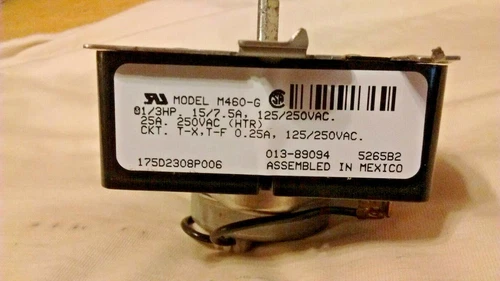 MODEL M460-G
01/3HP, 15/7.5A, 125/250VAC.
25A. 250VAC (HTR)
CKT. T-X,T-F 0.25A, 125/250VAC.
013-89094 5265B2
175D2308P006 ASSEMBLED IN MEXICO